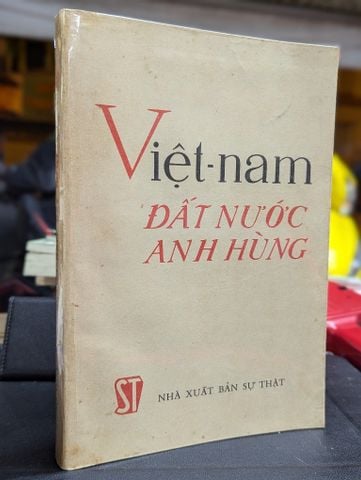 Việt-nam
ĐẤT NƯỚC
ANH HÙNG
ST
NHÀ XUẤT BẢN SỰ THẬT